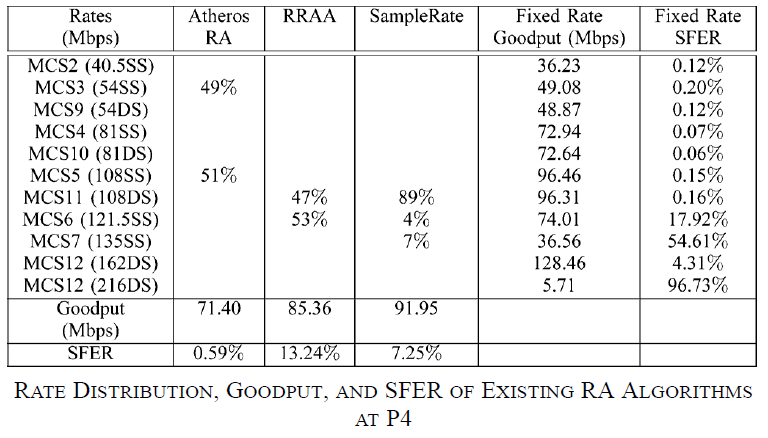 Rates Atheros RRAA SampleRate Fixed Rate Fixed Rate
(Mbps) RA Goodput (Mbps) SFER
MCS2 (40.5SS) 36.23 0.12%
MCS3 (54SS) 49% 49.08 0.20%
MCS9 (54DS) 48.87 0.12%
MCS4 (81SS) 72.94 0.07%
MCS10 (81DS) 72.64 0.06%
MCS5 (108SS) 51% 96.46 0.15%
MCS11 (108DS) 47% 89% 96.31 0.16%
MCS6 (121.5SS) 53% 4% 74.01 17.92%
MCS7 (135SS) 7% 36.56 54.61%
MCS12 (162DS) 128.46 4.31%
MCS12 (216DS) 5.71 96.73%
Goodput 71.40 85.36 91.95
(Mbps)
SFER 0.59% 13.24% 7.25%
RATE DISTRIBUTION, GOODPUT, AND SFER OF EXISTING RA ALGORITHMS
AT P4